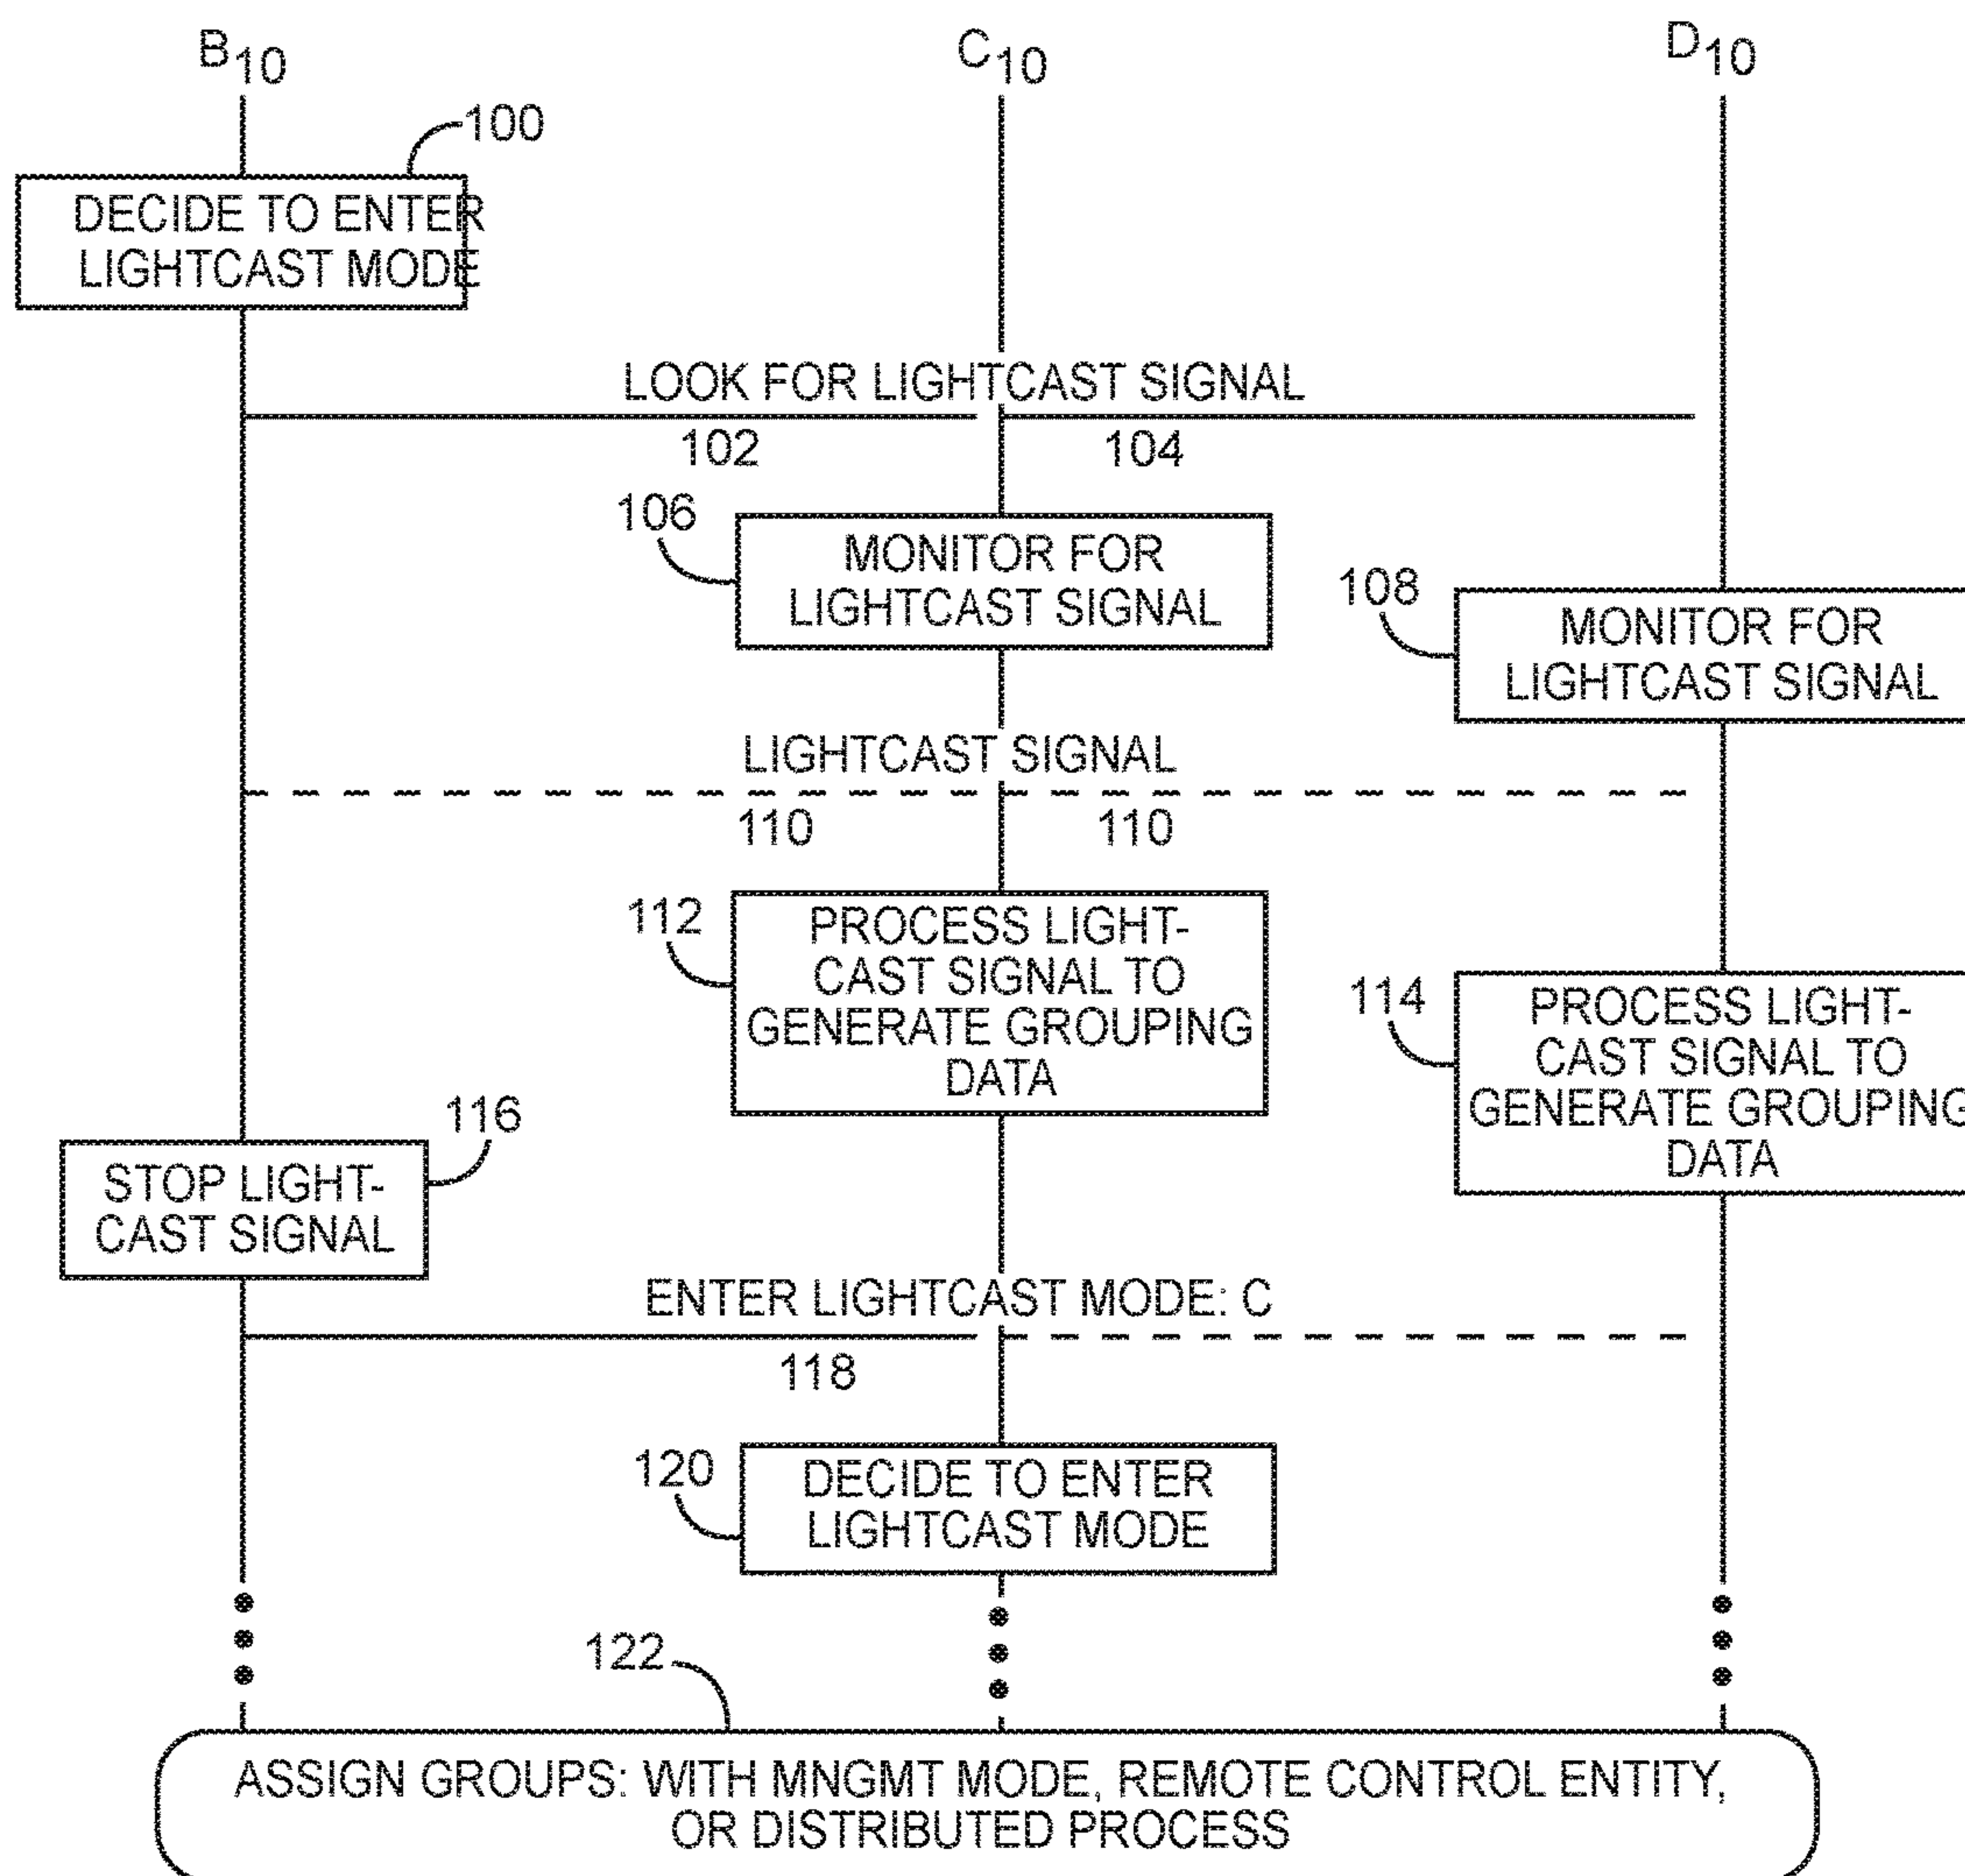 B10
C10
D10
100
DECIDE TO ENTER
LIGHTCAST MODE
LOOK FOR LIGHTCAST SIGNAL
102
104
106
MONITOR FOR
LIGHTCAST SIGNAL
108
MONITOR FOR
LIGHTCAST SIGNAL
LIGHTCAST SIGNAL
110
110
112
PROCESS LIGHT-
CAST SIGNAL TO
GENERATE GROUPING
DATA
114
PROCESS LIGHT-
CAST SIGNAL TO
GENERATE GROUPING
DATA
116
STOP LIGHT-
CAST SIGNAL
ENTER LIGHTCAST MODE: C
118
120
DECIDE TO ENTER
LIGHTCAST MODE
122
ASSIGN GROUPS: WITH MNGMT MODE, REMOTE CONTROL ENTITY,
OR DISTRIBUTED PROCESS